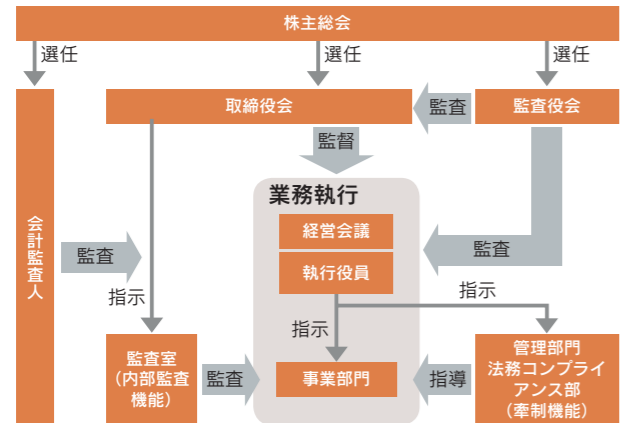 株主総会
選任
選任
選任
取締役会
監査
監査役会
監督
業務執行
経営会議
執行役員
会計監査人
監査
監査
指示
指示
指示
監査室
（内部監査
機能）
監査
事業部門
指導
管理部門
法務コンプライ
アンス部
（牽制機能）